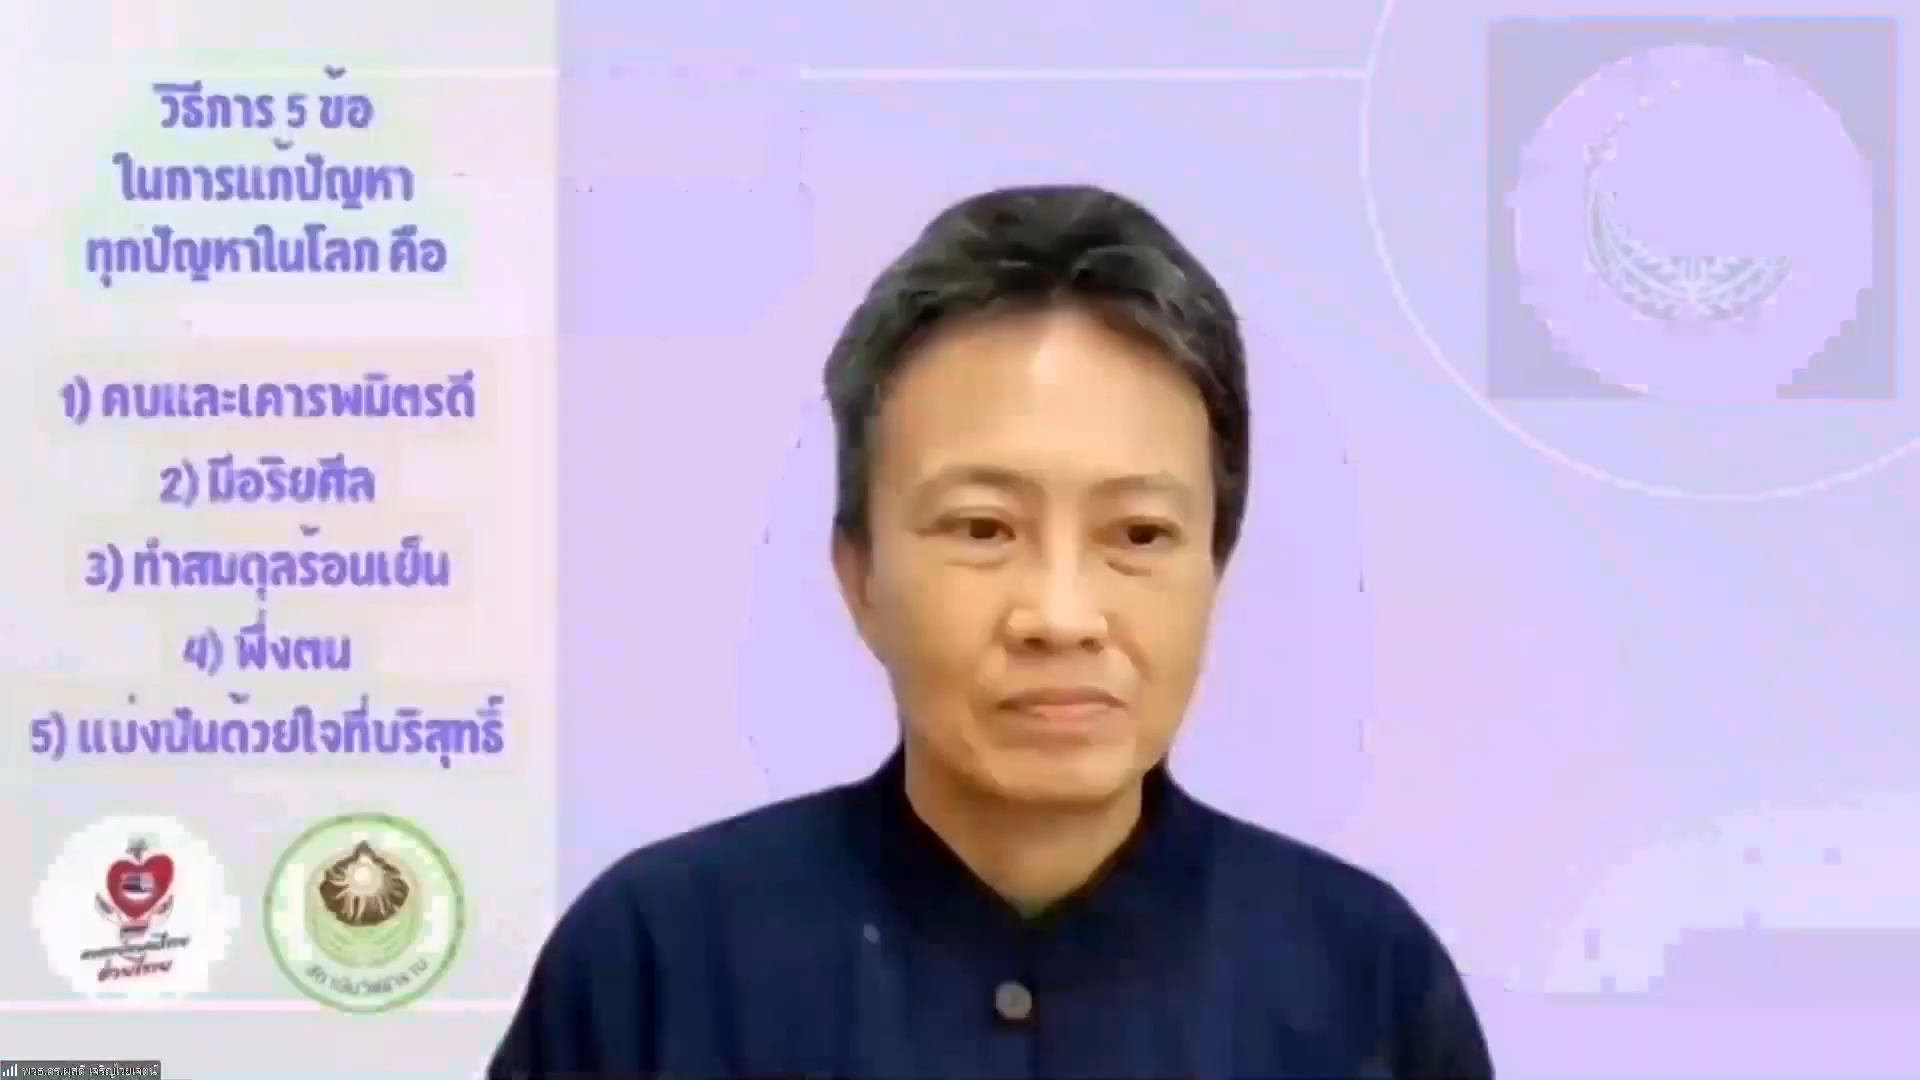 วิธีการ 5 ข้อ
ในการแก้ปัญหา
ทุกปัญหาในโลก คือ
1) คบและเคารพมิตรดี
2) มีอริยศีล
3) ทำสมดุลร้อนเย็น
4) พึ่งตน
5) แบ่งปันด้วยใจที่บริสุทธิ์